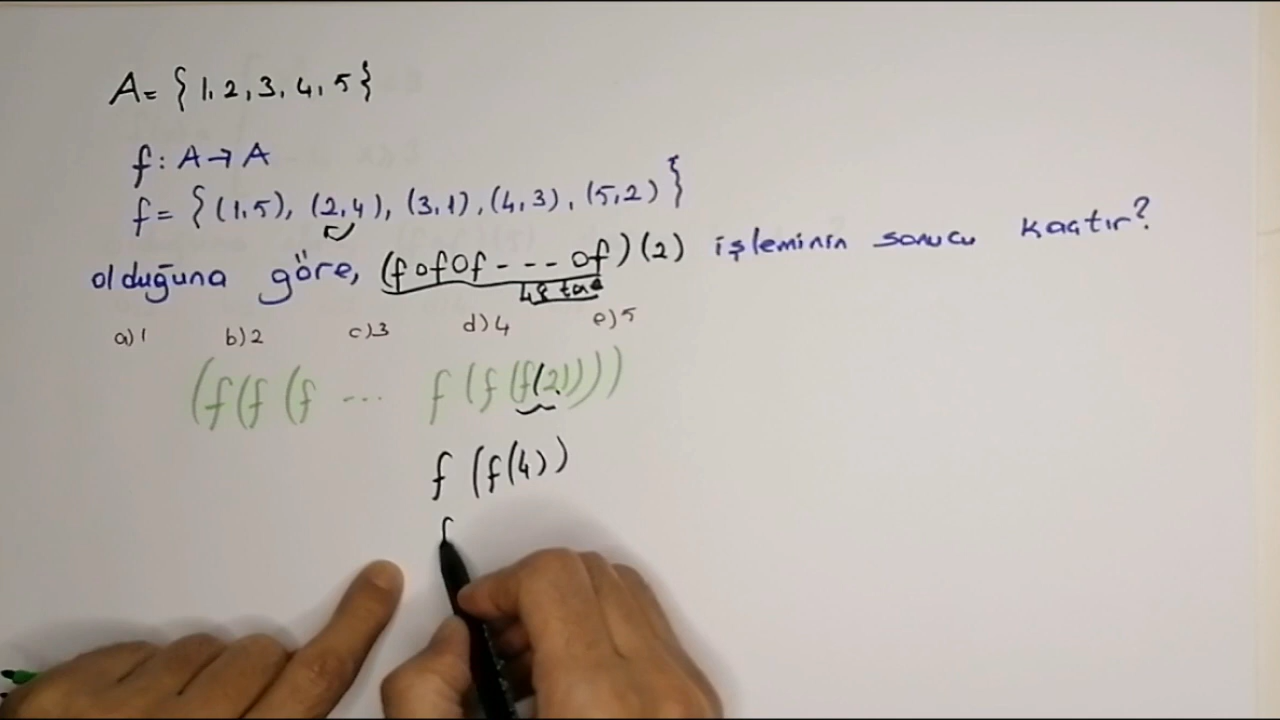 A = {1, 2, 3, 4, 5}
f : A → A
f = {(1,5), (2,4), (3,1), (4,3), (5,2)}
olduğuna göre, (fofof - - - of)(2) işleminin sonucu kaçtır?
48 tane
a) 1 b) 2 c) 3 d) 4 e) 5
(f(f(f ... f(f(f(2)))))
f(f(4))
f